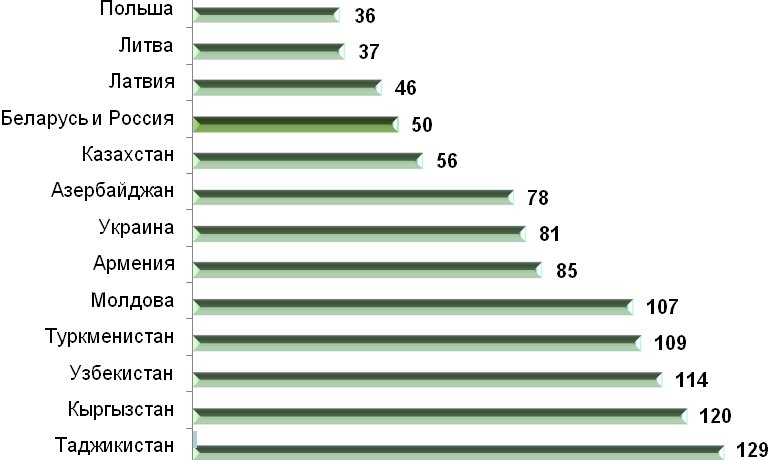 Польша 36
Литва 37
Латвия 46
Беларусь и Россия 50
Казахстан 56
Азербайджан 78
Украина 81
Армения 85
Молдова 107
Туркменистан 109
Узбекистан 114
Кыргызстан 120
Таджикистан 129